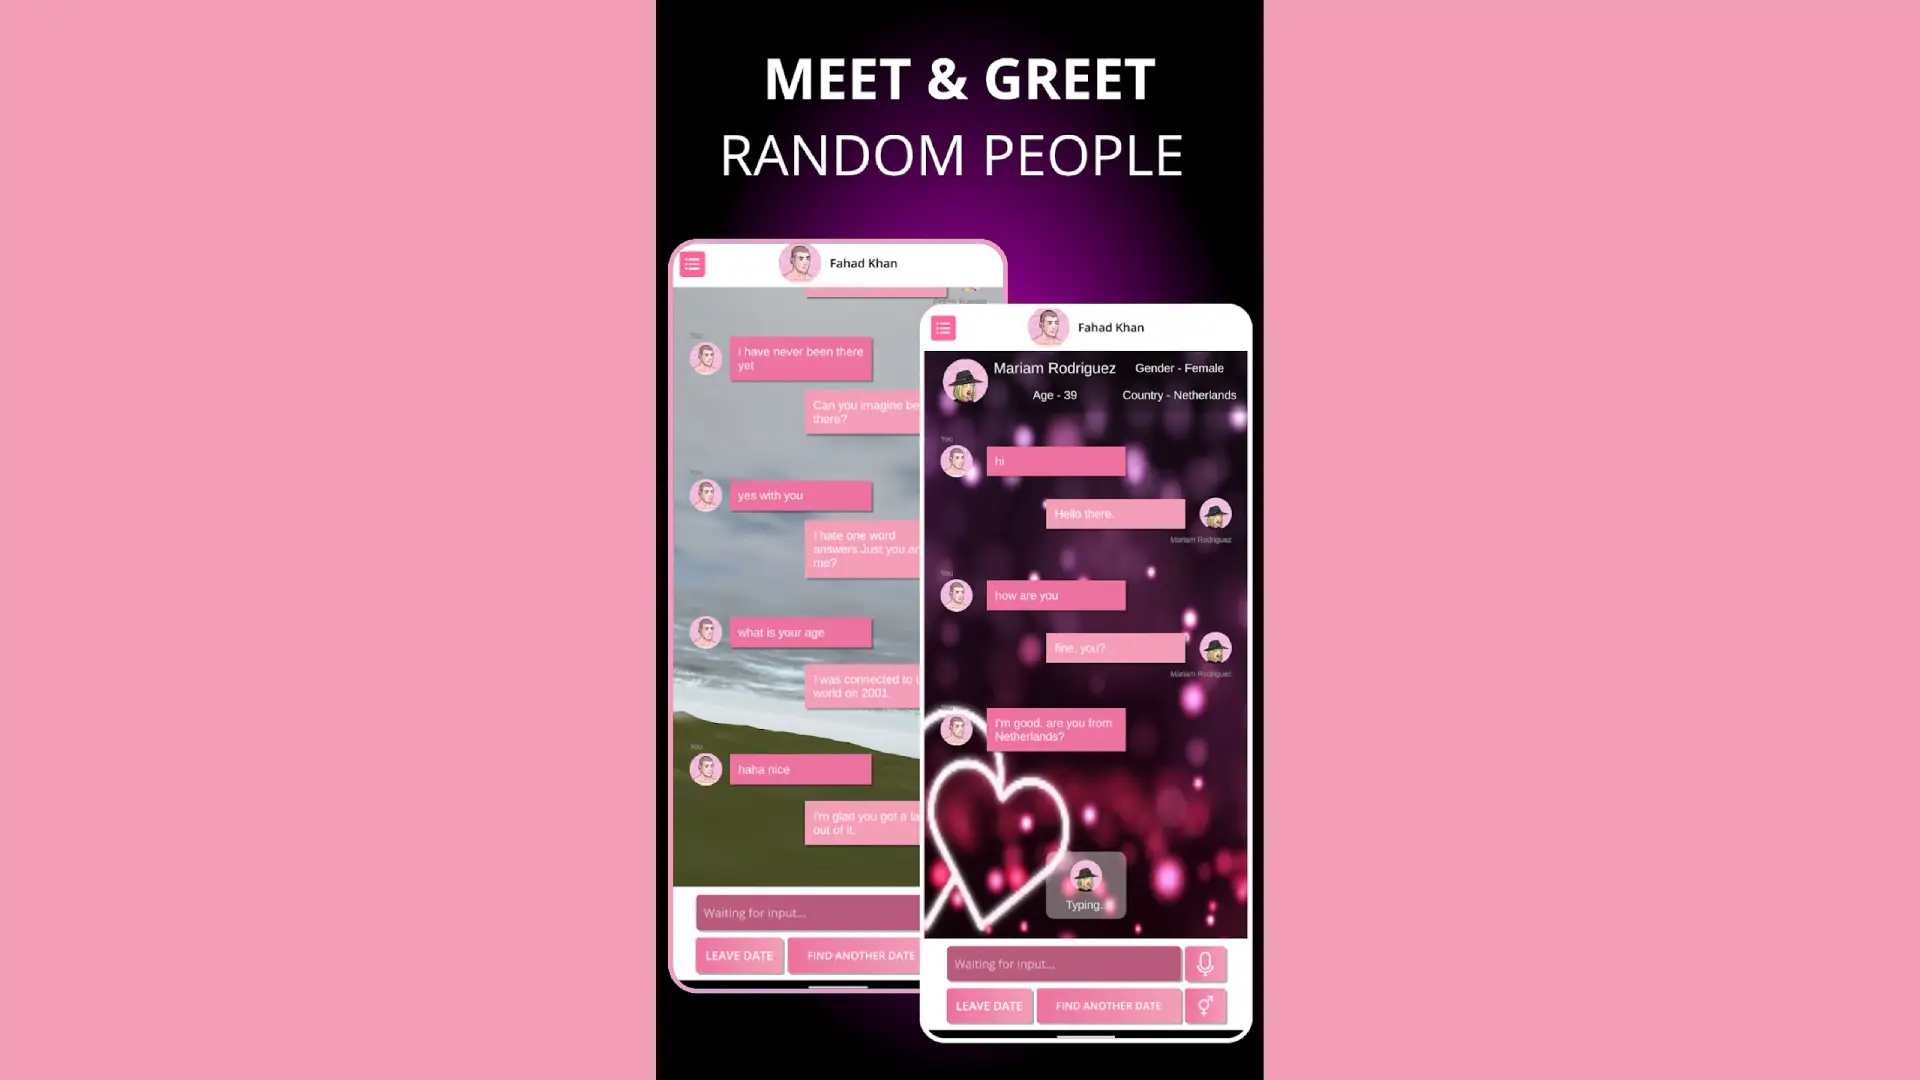 MEET & GREET
RANDOM PEOPLE
Fahad Khan
You
i have never been there
yet
Can you imagine be
there?
You
yes with you
I hate one word
answers.Just you an
me?
what is your age
I was connected to t
world on 2001.
You
haha nice
I'm glad you got a la
out of it.
Waiting for input...
LEAVE DATE
FIND ANOTHER DATE
Fahad Khan
Mariam Rodriguez
Gender - Female
Age - 39
Country - Netherlands
You
hi
Hello there.
Mariam Rodriguez
You
how are you
fine. you?
Mariam Rodriguez
I'm good. are you from
Netherlands?
Typing..
Waiting for input...
LEAVE DATE
FIND ANOTHER DATE